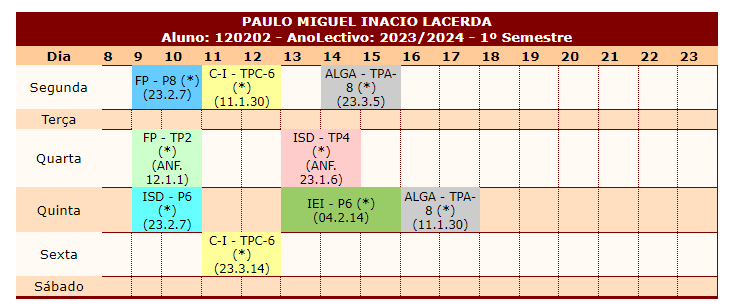 PAULO MIGUEL INACIO LACERDA
Aluno: 120202 - AnoLectivo: 2023/2024 - 1º Semestre
Dia 8 9 10 11 12 13 14 15 16 17 18 19 20 21 22 23
Segunda
FP - P8 (*)
(23.2.7)
C-I - TPC-6
(*)
(11.1.30)
ALGA - TPA-
8 (*)
(23.3.5)
Terça
Quarta
FP - TP2
(*)
(ANF.
12.1.1)
ISD - TP4
(*)
(ANF.
23.1.6)
Quinta
ISD - P6
(*)
(23.2.7)
IEI - P6 (*)
(04.2.14)
ALGA - TPA-
8 (*)
(11.1.30)
Sexta
C-I - TPC-6
(*)
(23.3.14)
Sábado